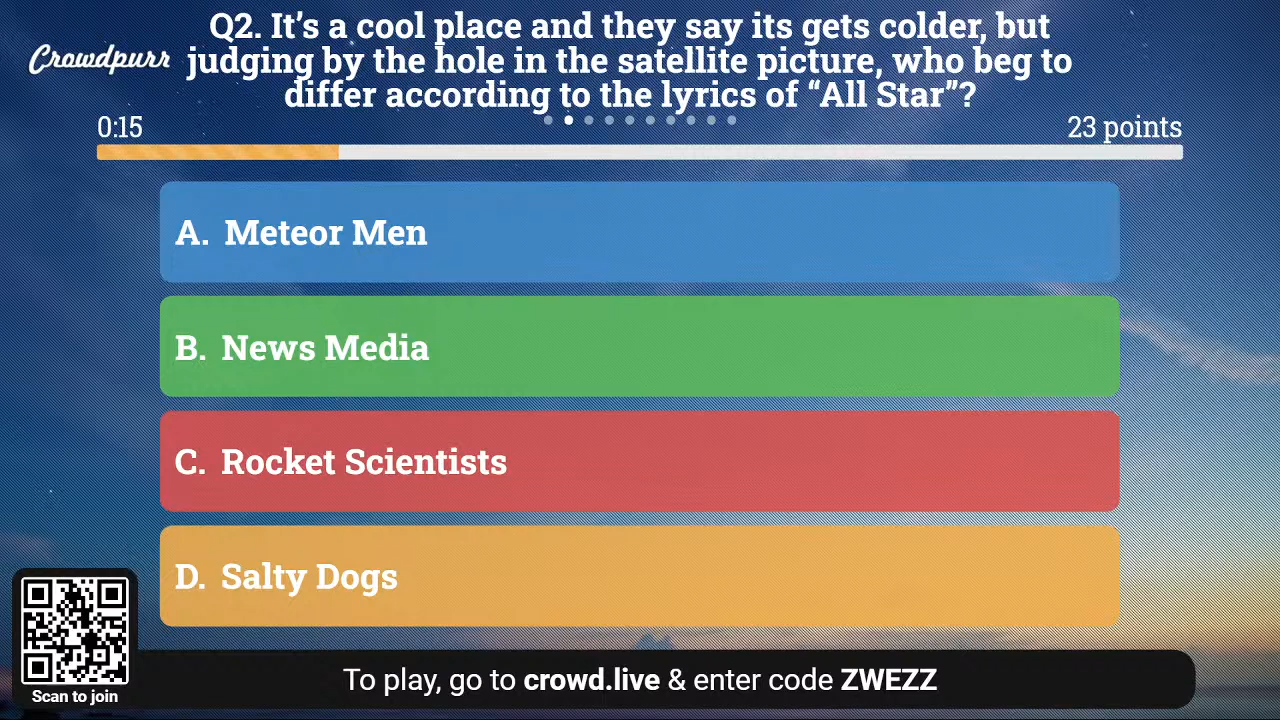 Q2. It’s a cool place and they say its gets colder, but
Crowdpurr
judging by the hole in the satellite picture, who beg to
differ according to the lyrics of “All Star”?
0:15
23 points
A. Meteor Men
B. News Media
C. Rocket Scientists
D. Salty Dogs
Scan to join
To play, go to crowd.live & enter code ZWEZZ